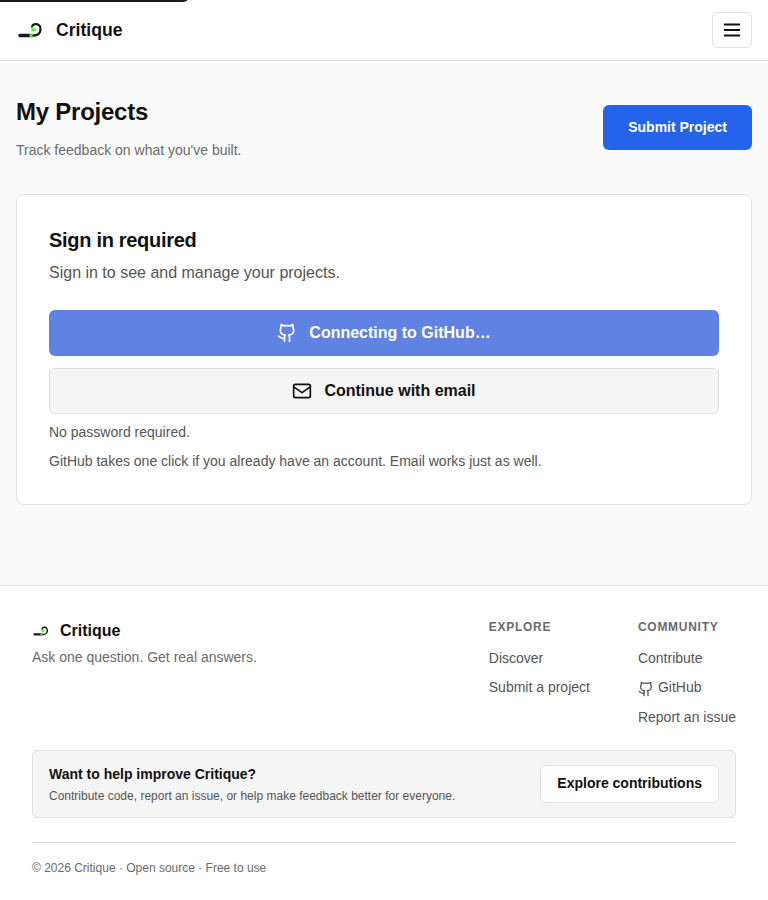 Critique
My Projects
Submit Project
Track feedback on what you've built.
Sign in required
Sign in to see and manage your projects.
Connecting to GitHub…
Continue with email
No password required.
GitHub takes one click if you already have an account. Email works just as well.
Critique
Ask one question. Get real answers.
EXPLORE
Discover
Submit a project
COMMUNITY
Contribute
GitHub
Report an issue
Want to help improve Critique?
Contribute code, report an issue, or help make feedback better for everyone.
Explore contributions
© 2026 Critique · Open source · Free to use